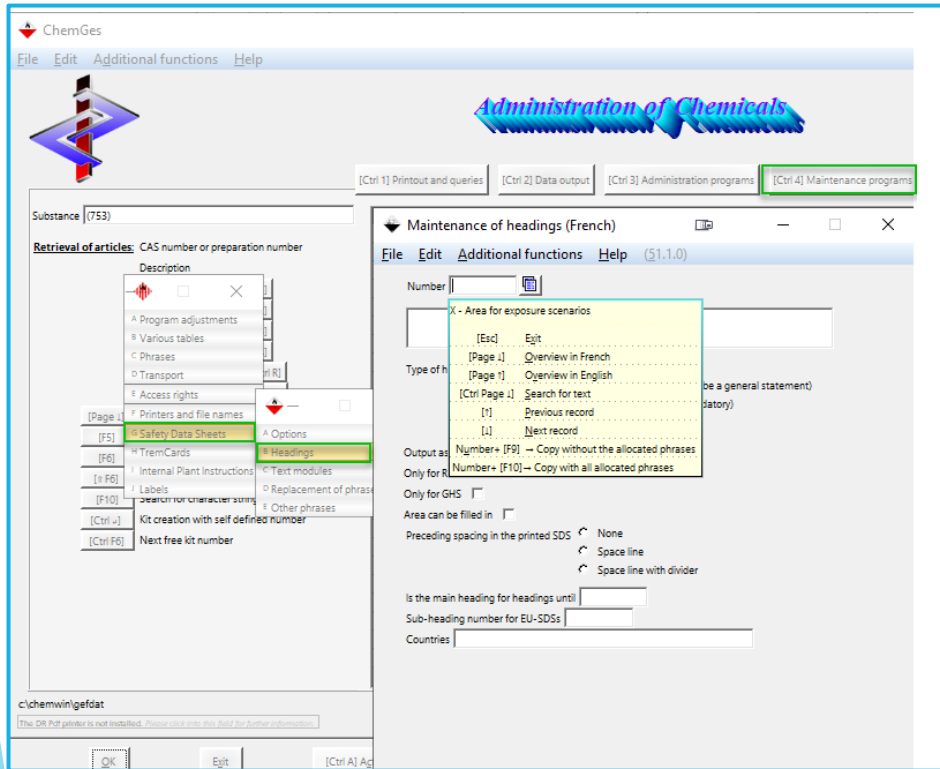 ChemGes
File Edit Additional functions Help
Administration of Chemicals
[Ctrl 1] Printout and queries [Ctrl 2] Data output [Ctrl 3] Administration programs [Ctrl 4] Maintenance programs
Substance (753)
Retrieval of articles: CAS number or preparation number
Description
A Program adjustments
B Various tables
C Phrases
D Transport
E Access rights
F Printers and file names
G Safety Data Sheets
H TremCards
I Internal Plant Instructions
J Labels
A Options
B Headings
C Text modules
D Replacement of phrase
E Other phrases
[Page ↓]
[F5]
[F6]
[⇧ F6]
[F10] Search for character string
[Ctrl ↵] Kit creation with self defined number
[Ctrl F6] Next free kit number
c:\chemwin\gefdat
The DR Pdf printer is not installed. Please click into this field for further information.
OK Exit [Ctrl A]
Maintenance of headings (French)
File Edit Additional functions Help (51.1.0)
Number
X - Area for exposure scenarios
[Esc] Exit
[Page ↓] Overview in French
[Page ↑] Overview in English
[Ctrl Page ↓] Search for text
[↑] Previous record
[↓] Next record
Number+ [F9] → Copy without the allocated phrases
Number+ [F10] → Copy with all allocated phrases
Type of h
be a general statement)
datory)
Output as
Only for R
Only for GHS
Area can be filled in
Preceding spacing in the printed SDS None
Space line
Space line with divider
Is the main heading for headings until
Sub-heading number for EU-SDSs
Countries